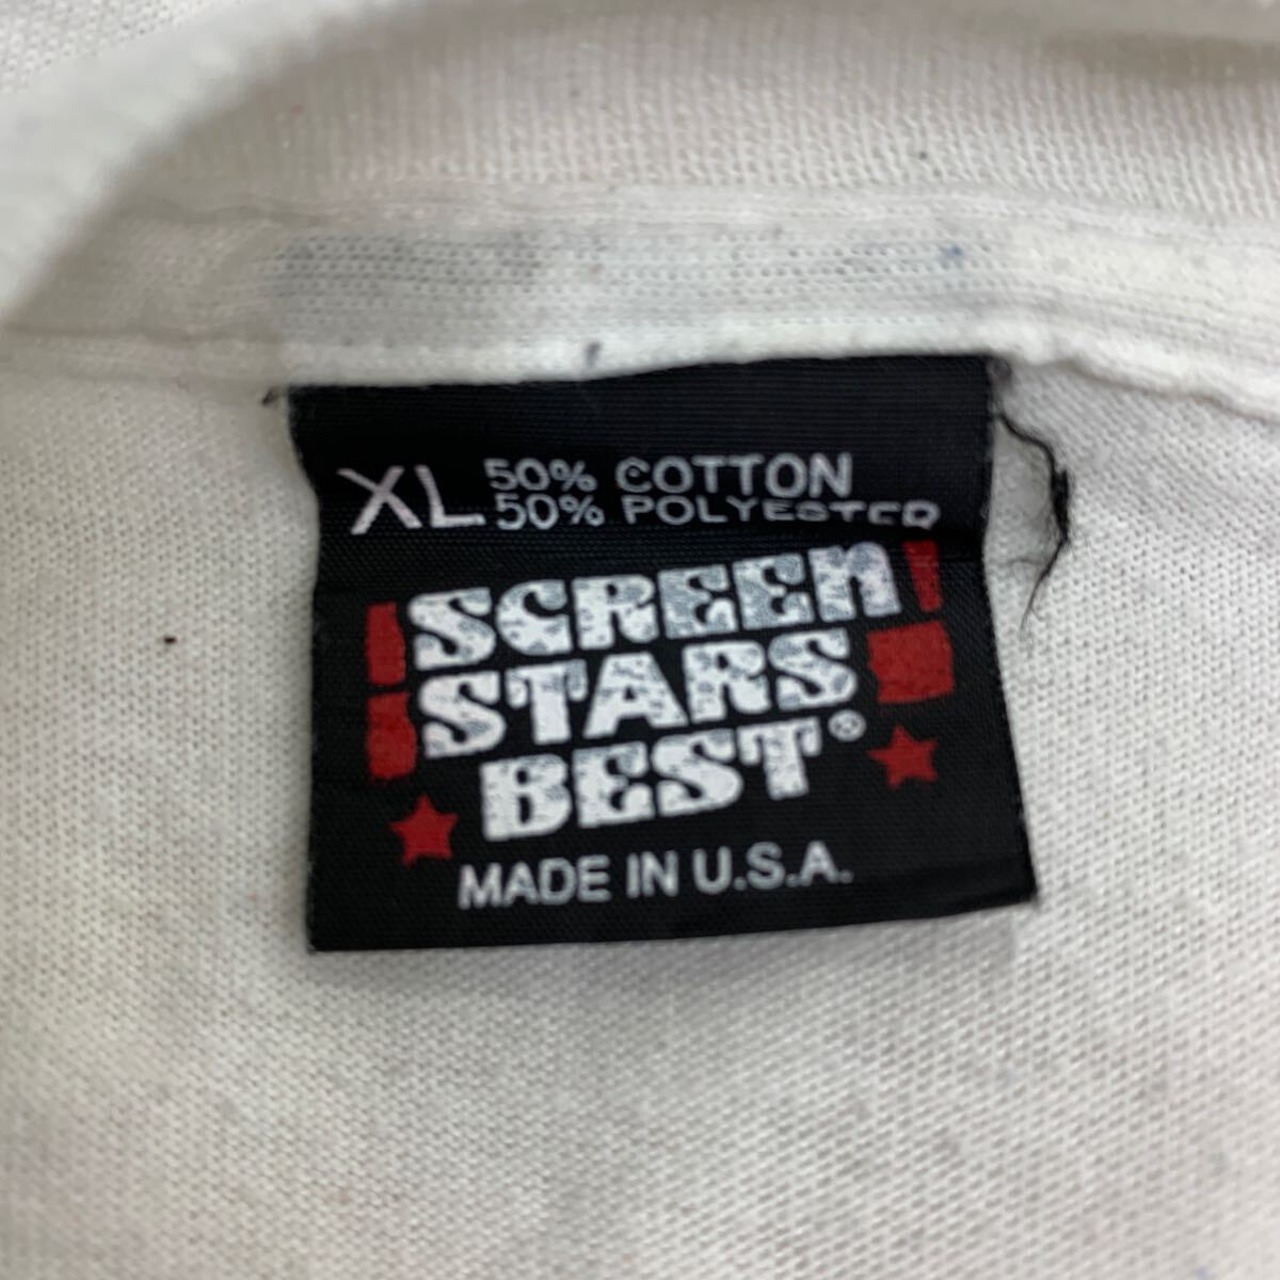 XL 50% COTTON
50% POLYESTER
SCREEN
STARS
BEST®
MADE IN U.S.A.